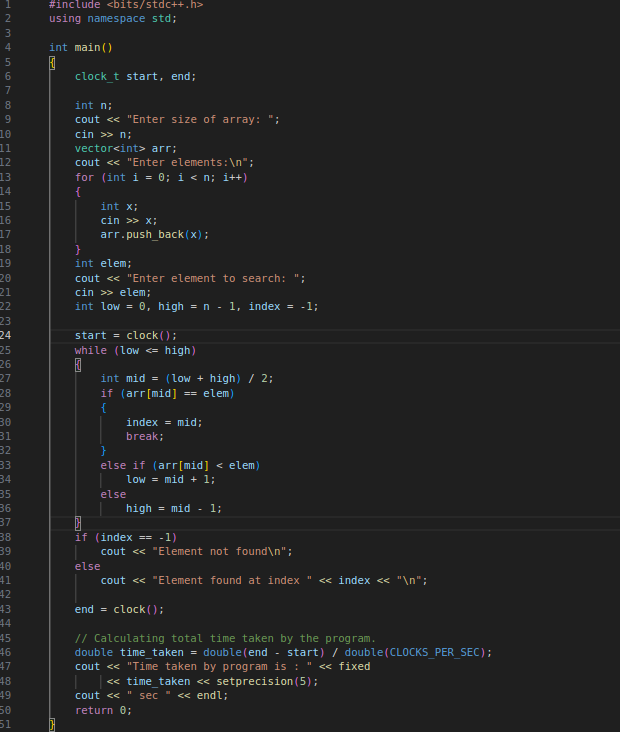 1 #include <bits/stdc++.h>
2 using namespace std;
3
4 int main()
5 {
6 clock_t start, end;
7
8 int n;
9 cout << "Enter size of array: ";
10 cin >> n;
11 vector<int> arr;
12 cout << "Enter elements:\n";
13 for (int i = 0; i < n; i++)
14 {
15 int x;
16 cin >> x;
17 arr.push_back(x);
18 }
19 int elem;
20 cout << "Enter element to search: ";
21 cin >> elem;
22 int low = 0, high = n - 1, index = -1;
23
24 start = clock();
25 while (low <= high)
26 {
27 int mid = (low + high) / 2;
28 if (arr[mid] == elem)
29 {
30 index = mid;
31 break;
32 }
33 else if (arr[mid] < elem)
34 low = mid + 1;
35 else
36 high = mid - 1;
37 }
38 if (index == -1)
39 cout << "Element not found\n";
40 else
41 cout << "Element found at index " << index << "\n";
42
43 end = clock();
44
45 // Calculating total time taken by the program.
46 double time_taken = double(end - start) / double(CLOCKS_PER_SEC);
47 cout << "Time taken by program is : " << fixed
48 << time_taken << setprecision(5);
49 cout << " sec " << endl;
50 return 0;
51 }